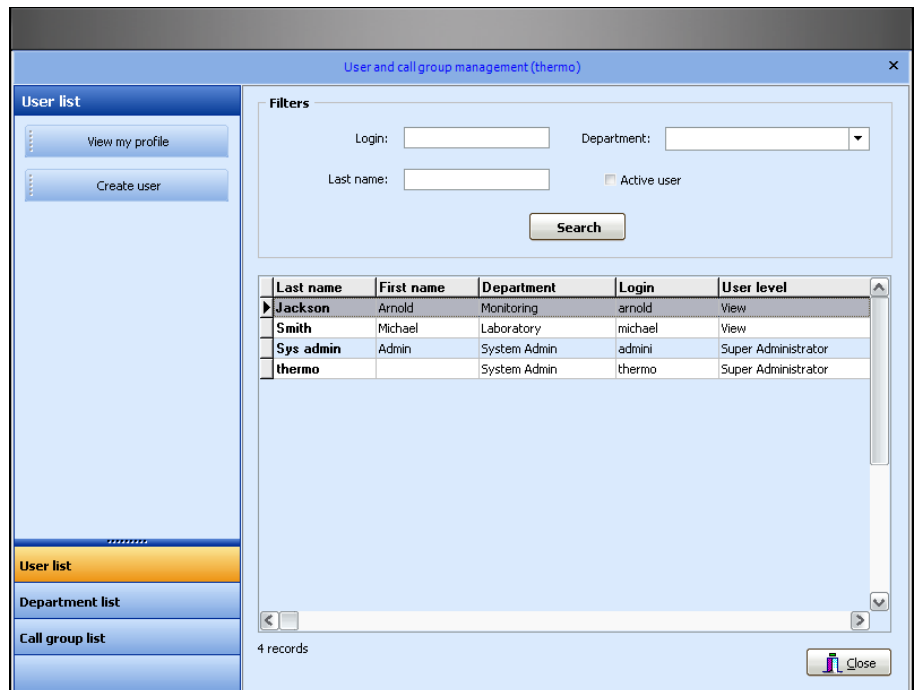 User and call group management (thermo)
User list
View my profile
Create user
Filters
Login:
Department:
Last name:
Active user
Search
Last name First name Department Login User level
Jackson Arnold Monitoring arnold View
Smith Michael Laboratory michael View
Sys admin Admin System Admin admini Super Administrator
thermo System Admin thermo Super Administrator
User list
Department list
Call group list
4 records
Close